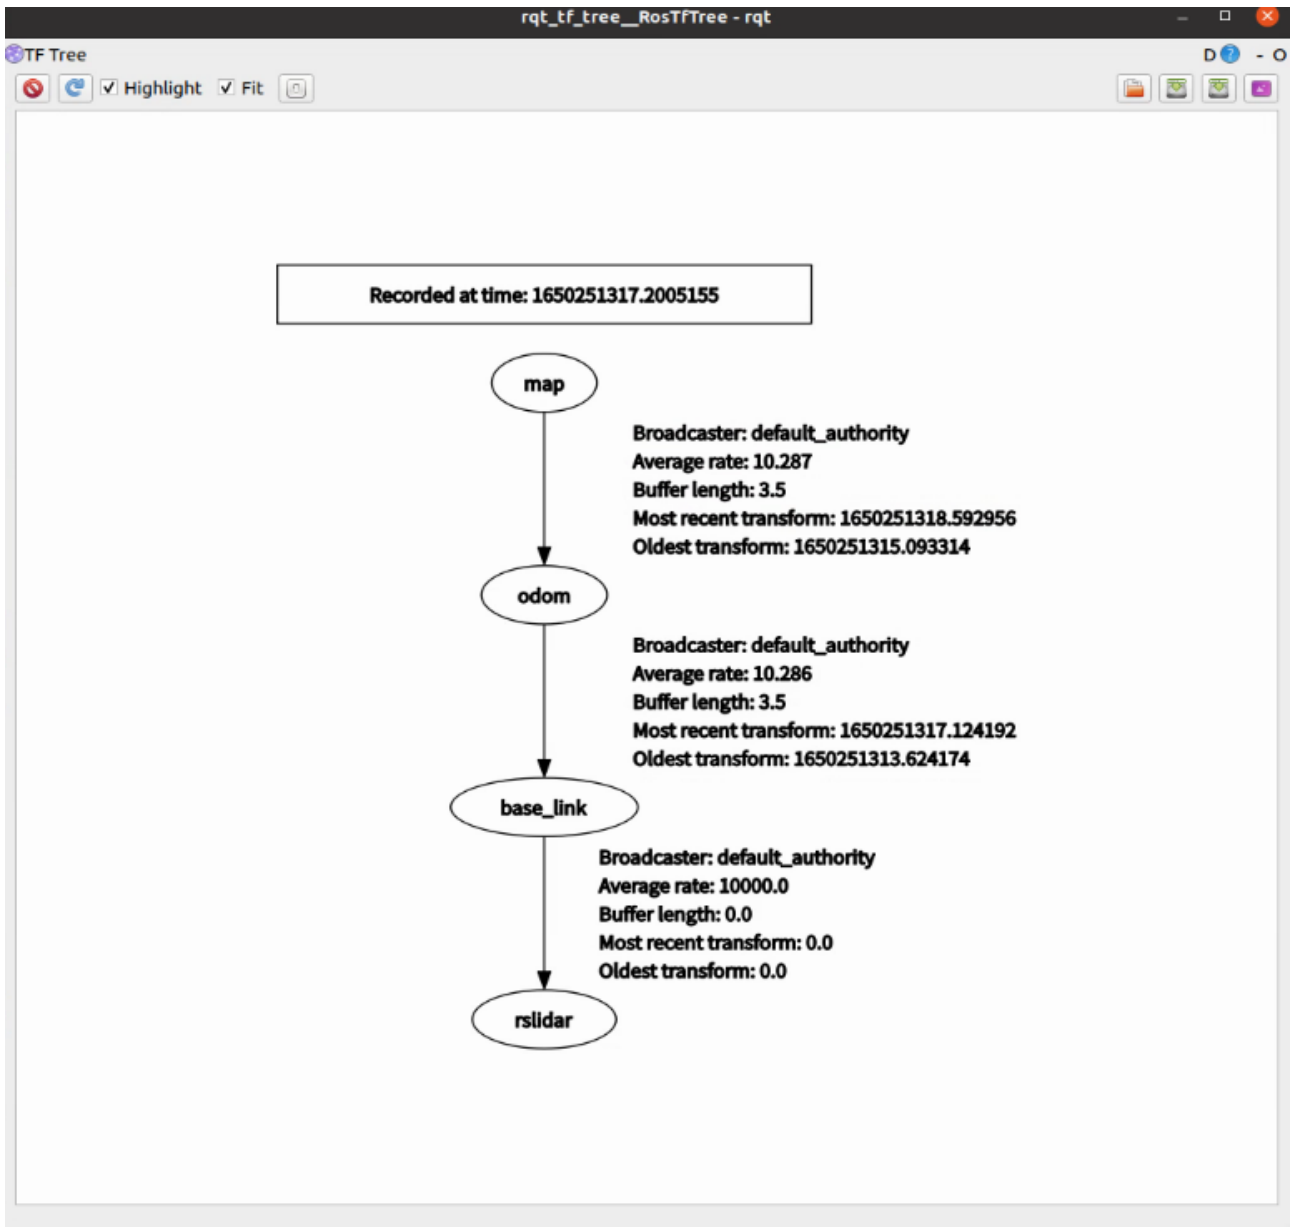 rqt_tf_tree__RosTfTree - rqt
TF Tree
D - O
Highlight Fit
Recorded at time: 1650251317.2005155
map
Broadcaster: default_authority
Average rate: 10.287
Buffer length: 3.5
Most recent transform: 1650251318.592956
Oldest transform: 1650251315.093314
odom
Broadcaster: default_authority
Average rate: 10.286
Buffer length: 3.5
Most recent transform: 1650251317.124192
Oldest transform: 1650251313.624174
base_link
Broadcaster: default_authority
Average rate: 10000.0
Buffer length: 0.0
Most recent transform: 0.0
Oldest transform: 0.0
rslidar